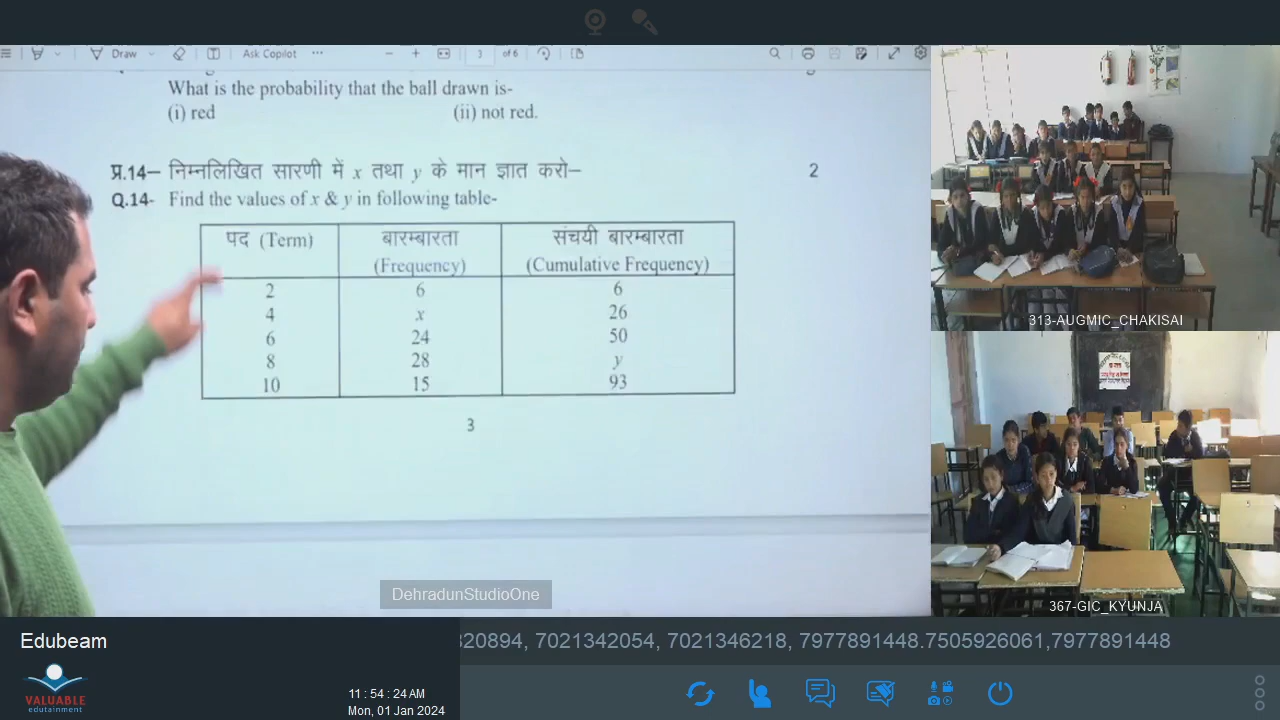 Draw
Ask Copilot
3
of 6
What is the probability that the ball drawn is-
(i) red (ii) not red.
प्र.14– निम्नलिखित सारणी में x तथा y के मान ज्ञात करो– 2
Q.14- Find the values of x & y in following table-
पद (Term) बारम्बारता (Frequency) संचयी बारम्बारता (Cumulative Frequency)
2 6 6
4 x 26
6 24 50
8 28 y
10 15 93
3
DehradunStudioOne
313-AUGMIC_CHAKISAI
367-GIC_KYUNJA
Edubeam
320894, 7021342054, 7021346218, 7977891448.7505926061,7977891448
VALUABLE
edutainment
11 : 54 : 24 AM
Mon, 01 Jan 2024